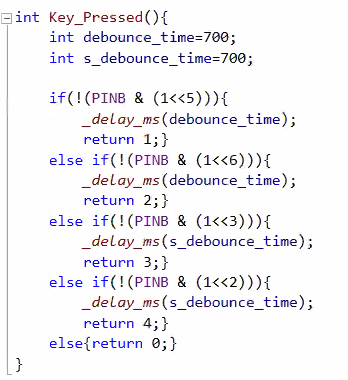 int Key_Pressed(){
int debounce_time=700;
int s_debounce_time=700;
if(!(PINB & (1<<5))){
_delay_ms(debounce_time);
return 1;}
else if(!(PINB & (1<<6))){
_delay_ms(debounce_time);
return 2;}
else if(!(PINB & (1<<3))){
_delay_ms(s_debounce_time);
return 3;}
else if(!(PINB & (1<<2))){
_delay_ms(s_debounce_time);
return 4;}
else{return 0;}
}